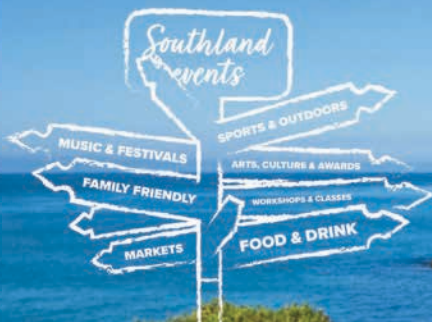 Southland
events
SPORTS & OUTDOORS
MUSIC & FESTIVALS
ARTS, CULTURE & AWARDS
FAMILY FRIENDLY
WORKSHOPS & CLASSES
FOOD & DRINK
MARKETS